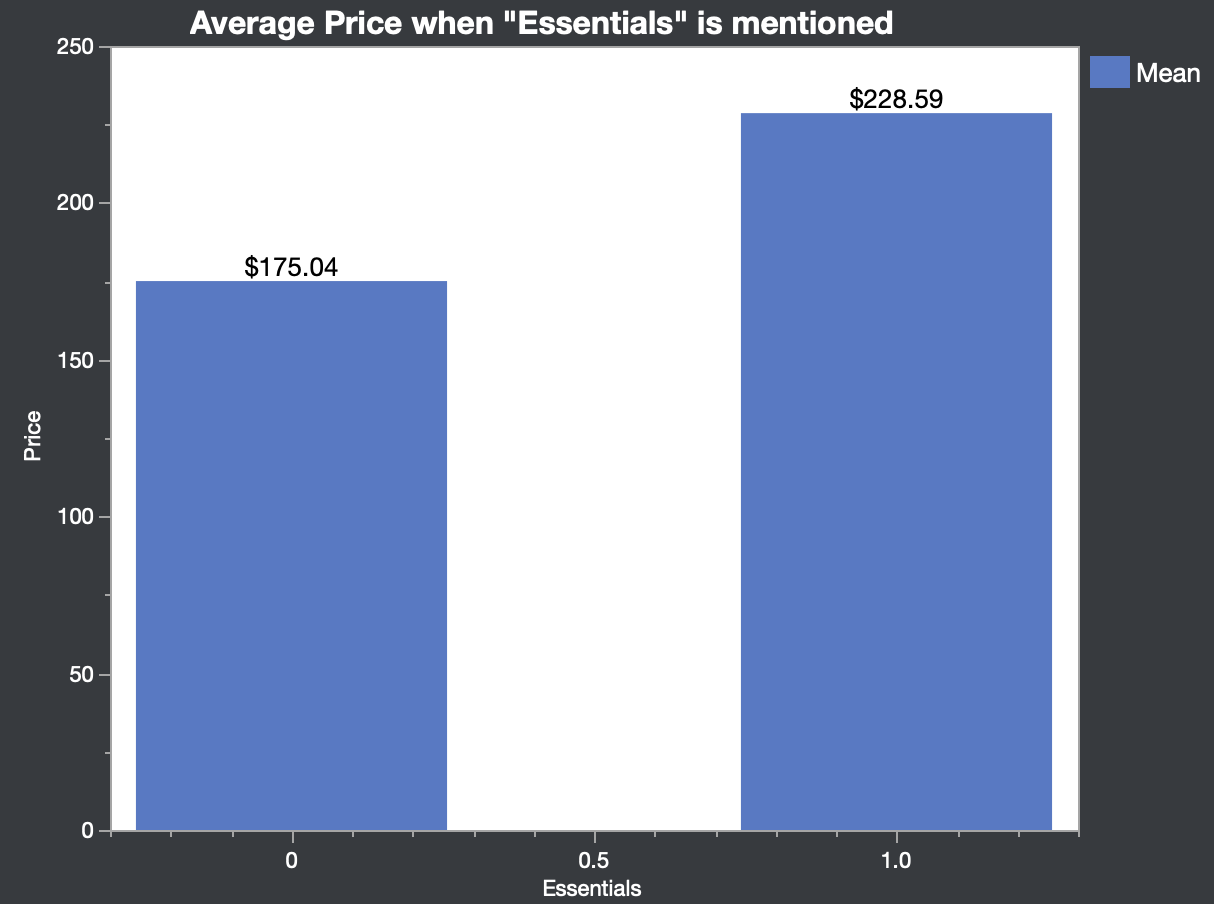 Average Price when "Essentials" is mentioned
Mean
250
200
150
100
50
0
Price
$175.04
$228.59
0
0.5
1.0
Essentials